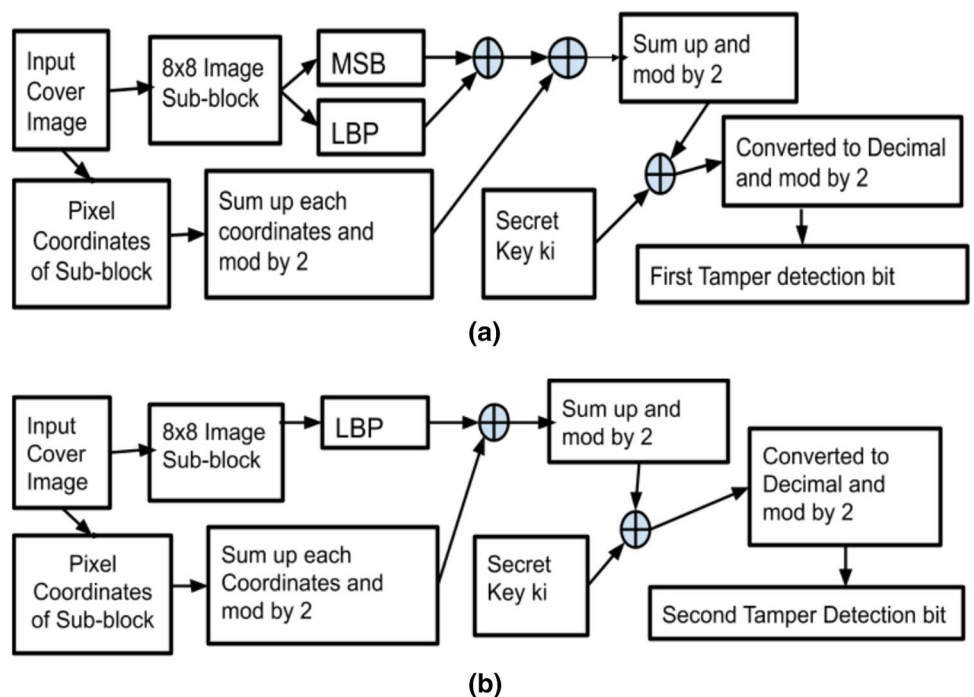 Input
Cover
Image
8x8 Image
Sub-block
MSB
LBP
Sum up and
mod by 2
Pixel
Coordinates
of Sub-block
Sum up each
coordinates and
mod by 2
Secret
Key ki
Converted to Decimal
and mod by 2
First Tamper detection bit
(a)
Input
Cover
Image
8x8 Image
Sub-block
LBP
Sum up and
mod by 2
Pixel
Coordinates
of Sub-block
Sum up each
Coordinates and
mod by 2
Secret
Key ki
Converted to
Decimal and
mod by 2
Second Tamper Detection bit
(b)